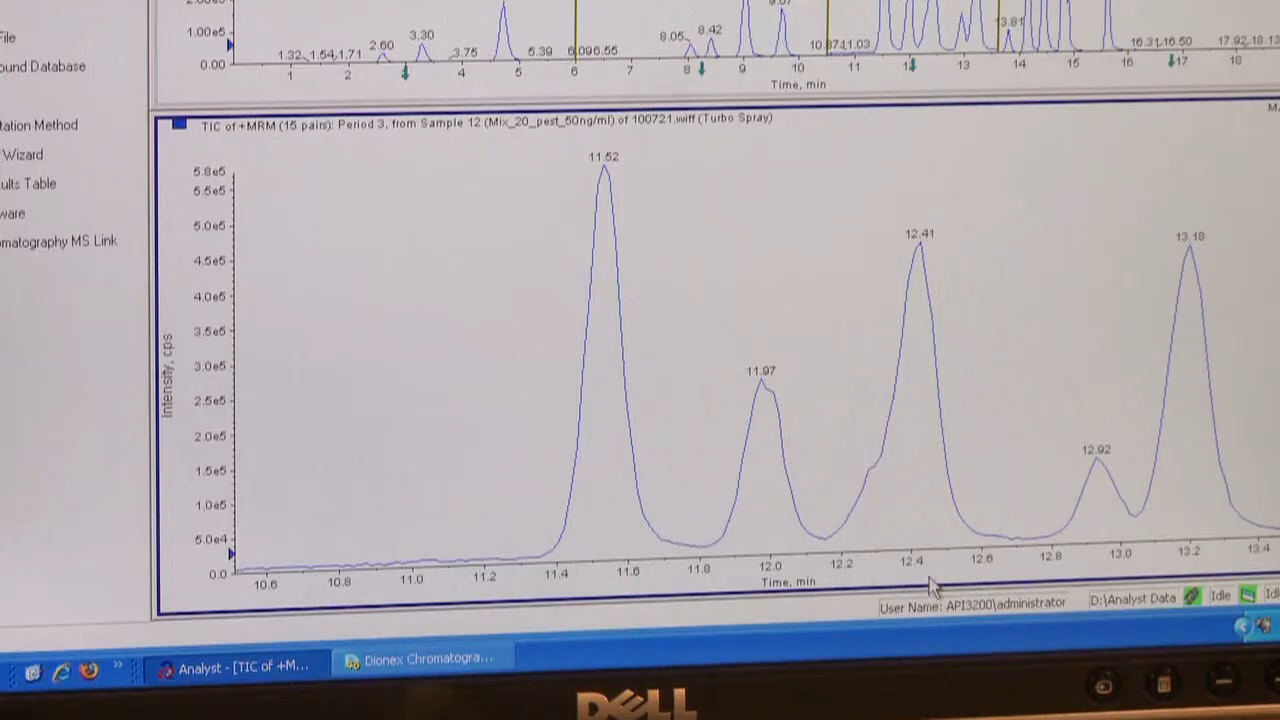 9.07
1.00e5
0.00
1.32 1.54,1.71 2.60 3.30 3.75 5.39 6.09 6.55 8.05 8.42 10.87 11.03 13.81 16.31 16.50 17.92 18.13
1 2 3 4 5 6 7 8 9 10 11 12 13 14 15 16 17 18
Time, min
File
ound Database
tation Method
Wizard
ults Table
ware
omatography MS Link
TIC of +MRM (15 pairs): Period 3, from Sample 12 (Mix_20_pest_50ng/ml) of 100721.wiff (Turbo Spray)
11.52
5.8e5
5.5e5
12.41
13.18
5.0e5
4.5e5
4.0e5
3.5e5
3.0e5
11.97
2.5e5
2.0e5
12.92
1.5e5
1.0e5
5.0e4
0.0
Intensity, cps
10.6 10.8 11.0 11.2 11.4 11.6 11.8 12.0 12.2 12.4 12.6 12.8 13.0 13.2 13.4
Time, min
User Name: API3200\administrator D:\Analyst Data Idle Idl
Analyst - [TIC of +M... Dionex Chromatogra...
DELL